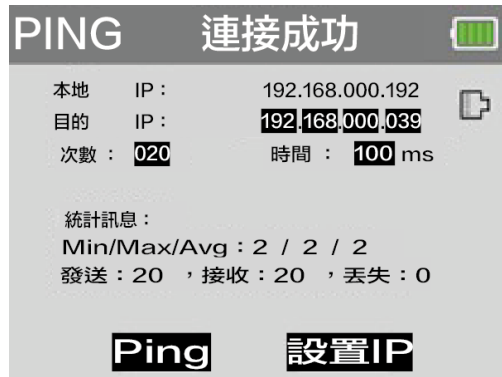 PING 連接成功
本地 IP： 192.168.000.192
目的 IP： 192.168.000.039
次數： 020 時間： 100 ms
統計訊息：
Min/Max/Avg：2 / 2 / 2
發送：20 ，接收：20 ，丟失：0
Ping 設置IP